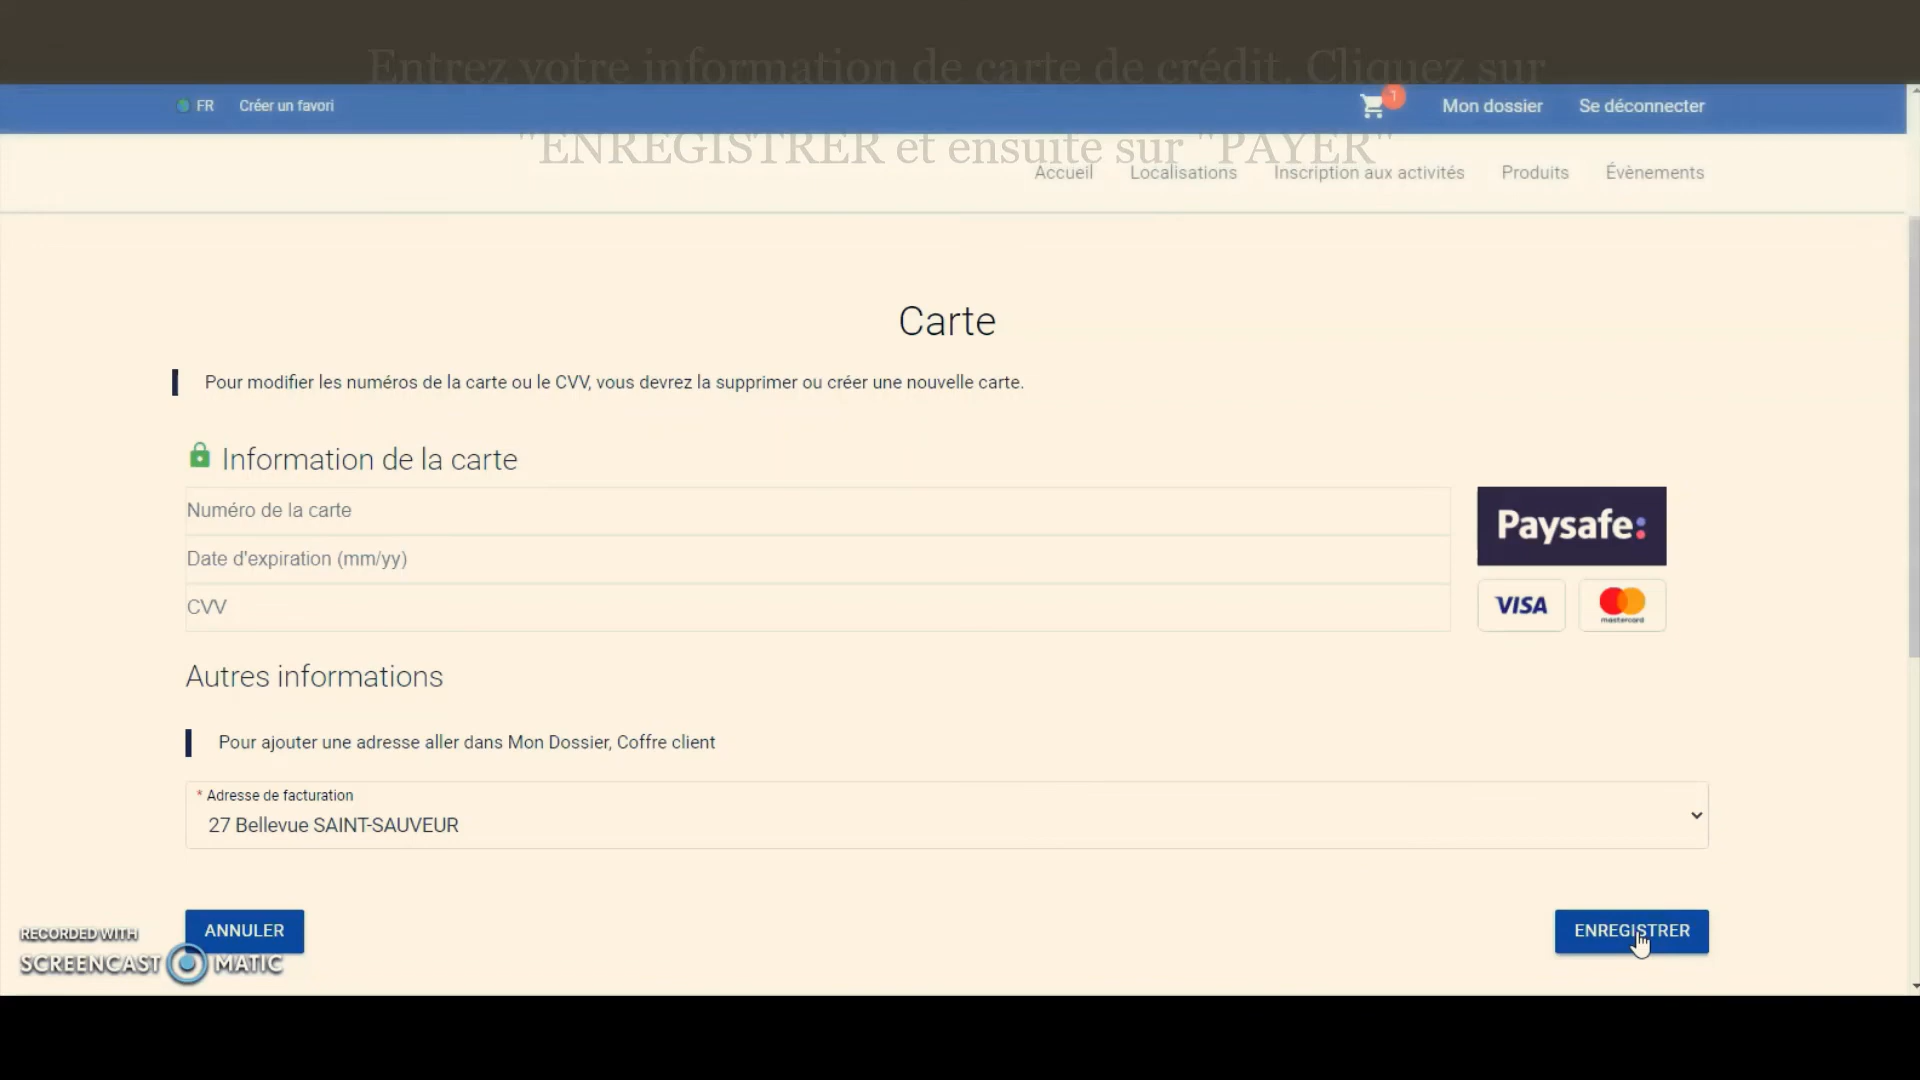 Entrez votre information de carte de crédit. Cliquez sur
"ENREGISTRER et ensuite sur "PAYER"
FR Créer un favori
1 Mon dossier Se déconnecter
Accueil Localisations Inscription aux activités Produits Évènements
Carte
Pour modifier les numéros de la carte ou le CVV, vous devrez la supprimer ou créer une nouvelle carte.
Information de la carte
Numéro de la carte
Date d'expiration (mm/yy)
CVV
Paysafe:
VISA mastercard
Autres informations
Pour ajouter une adresse aller dans Mon Dossier, Coffre client
* Adresse de facturation
27 Bellevue SAINT-SAUVEUR
ANNULER ENREGISTRER
RECORDED WITH
SCREENCAST MATIC